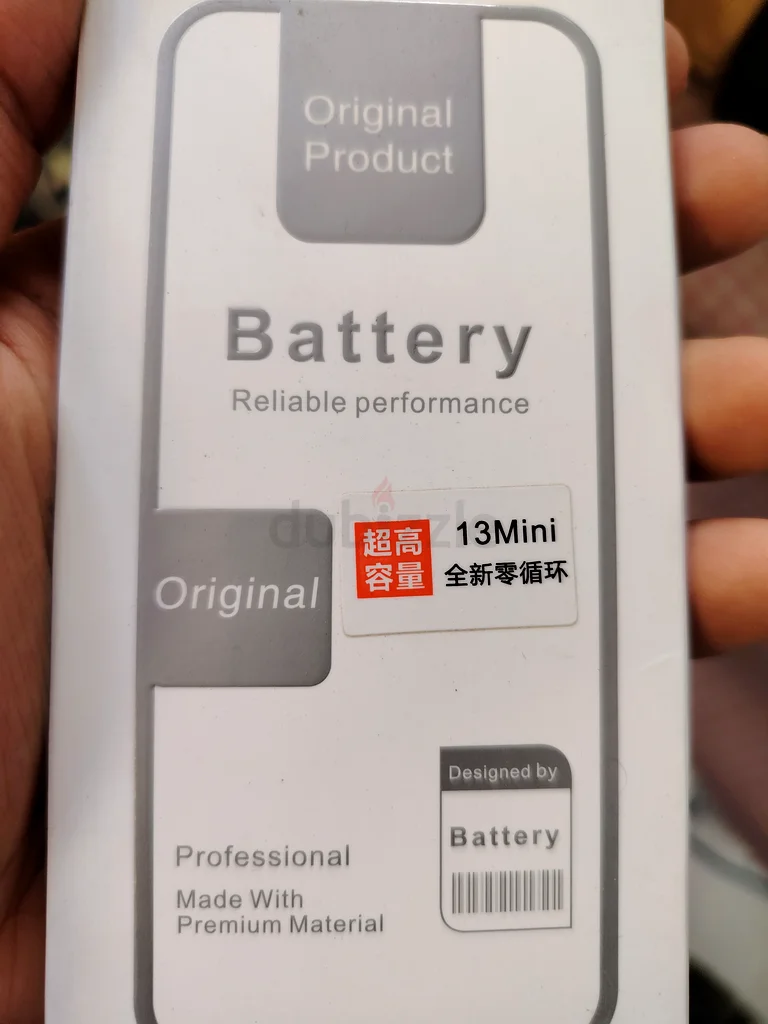 Original
Product
Battery
Reliable performance
dubizzle
超高
容量
13Mini
全新零循环
Original
Designed by
Battery
Professional
Made With
Premium Material